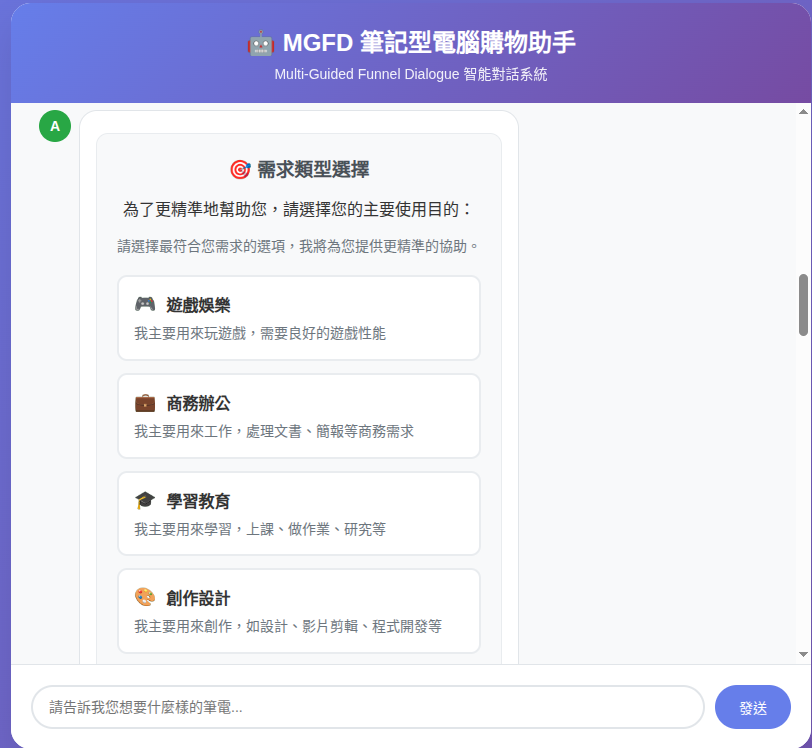 🤖 MGFD 筆記型電腦購物助手
Multi-Guided Funnel Dialogue 智能對話系統
A
🎯 需求類型選擇
為了更精準地幫助您，請選擇您的主要使用目的：
請選擇最符合您需求的選項，我將為您提供更精準的協助。
🎮 遊戲娛樂
我主要用來玩遊戲，需要良好的遊戲性能
💼 商務辦公
我主要用來工作，處理文書、簡報等商務需求
🎓 學習教育
我主要用來學習，上課、做作業、研究等
🎨 創作設計
我主要用來創作，如設計、影片剪輯、程式開發等
請告訴我您想要什麼樣的筆電...
發送